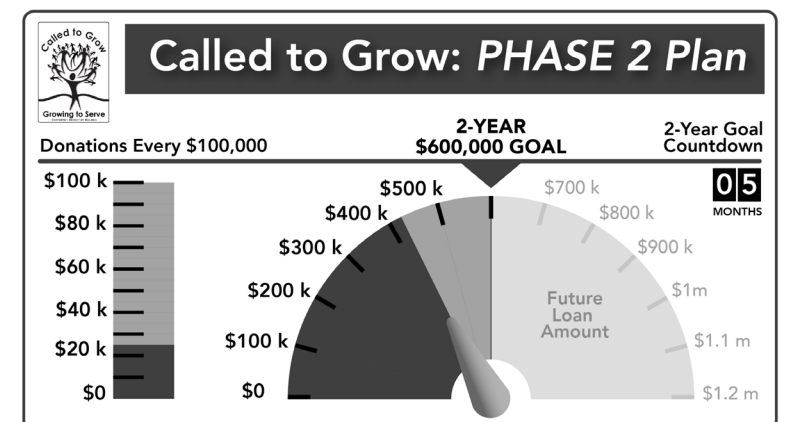 Called to Grow
Growing to Serve
Called to Grow: PHASE 2 Plan
Donations Every $100,000
2-YEAR
$600,000 GOAL
2-Year Goal
Countdown
05
MONTHS
$100 k
$80 k
$60 k
$40 k
$20 k
$0
$0
$100 k
$200 k
$300 k
$400 k
$500 k
$700 k
$800 k
$900 k
$1m
$1.1 m
$1.2 m
Future
Loan
Amount